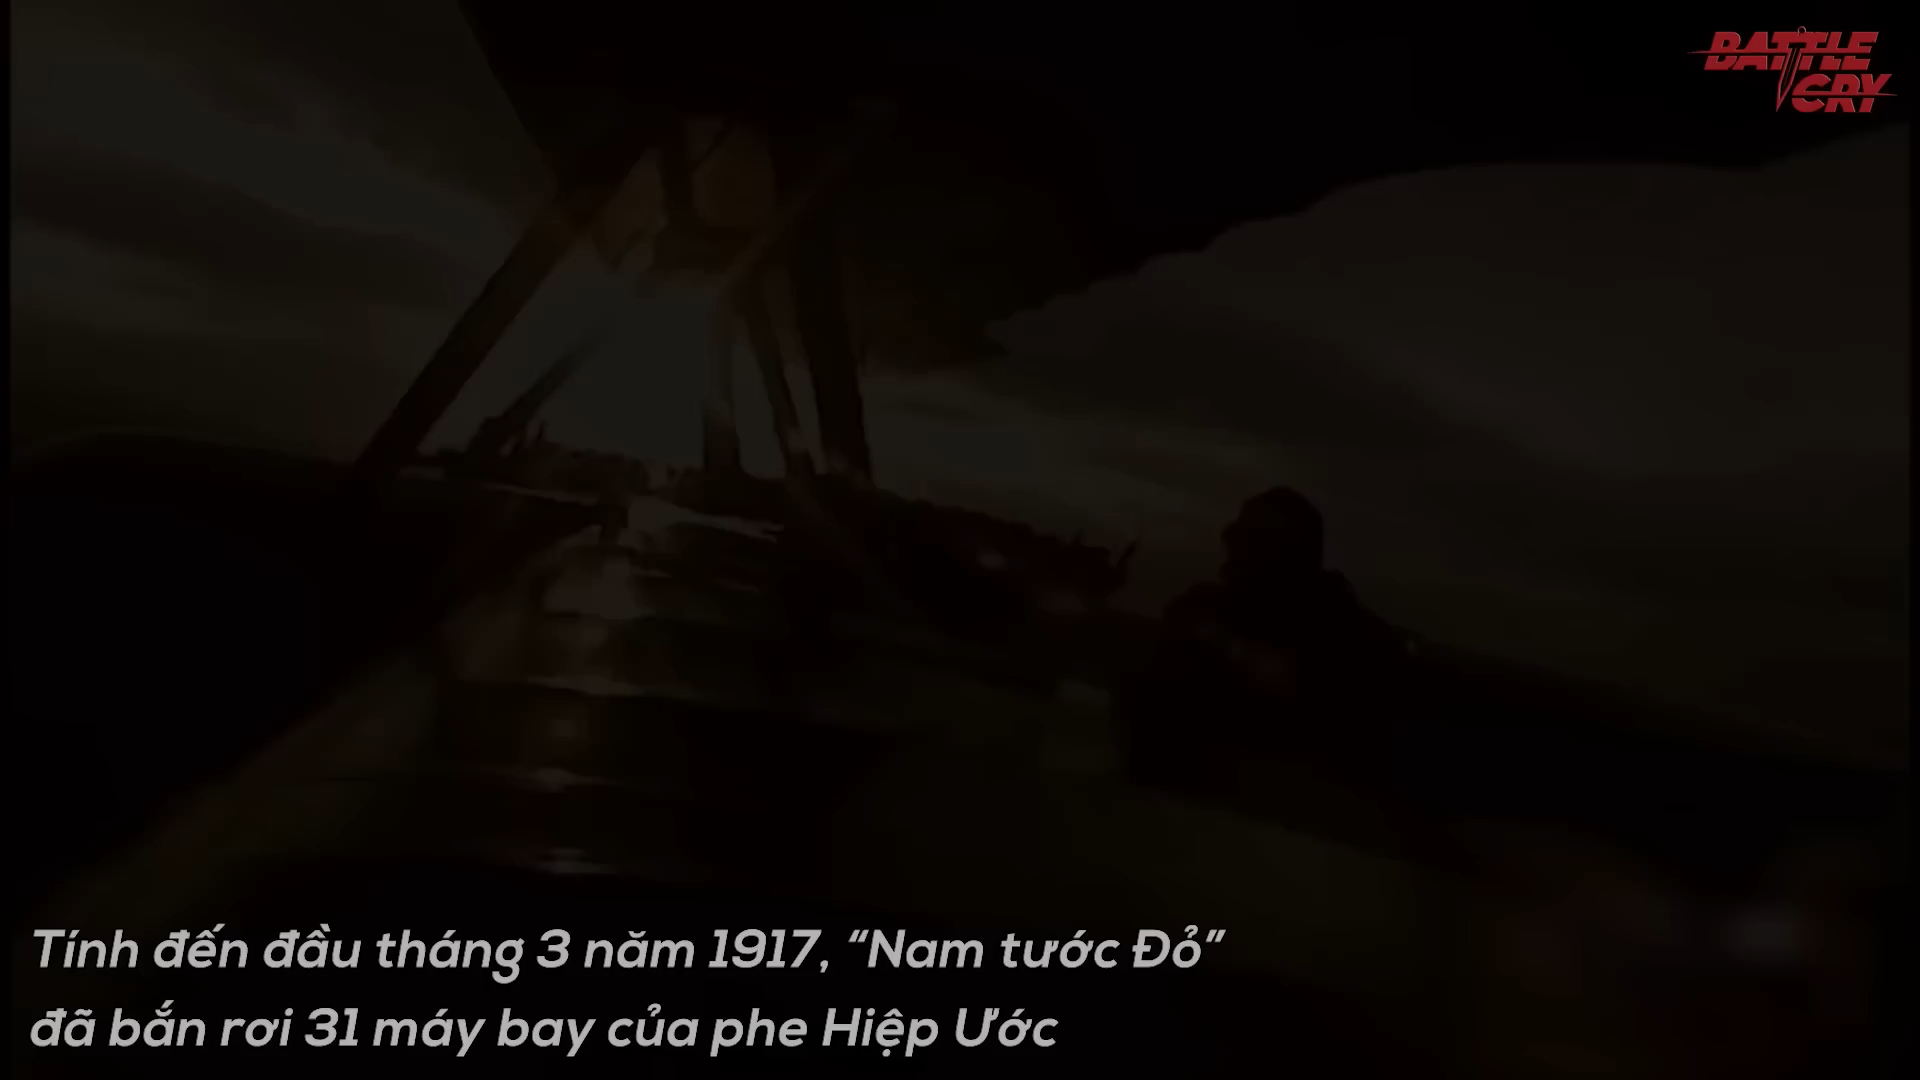 BATTLE
CRY
Tính đến đầu tháng 3 năm 1917, “Nam tước Đỏ”
đã bắn rơi 31 máy bay của phe Hiệp Ước